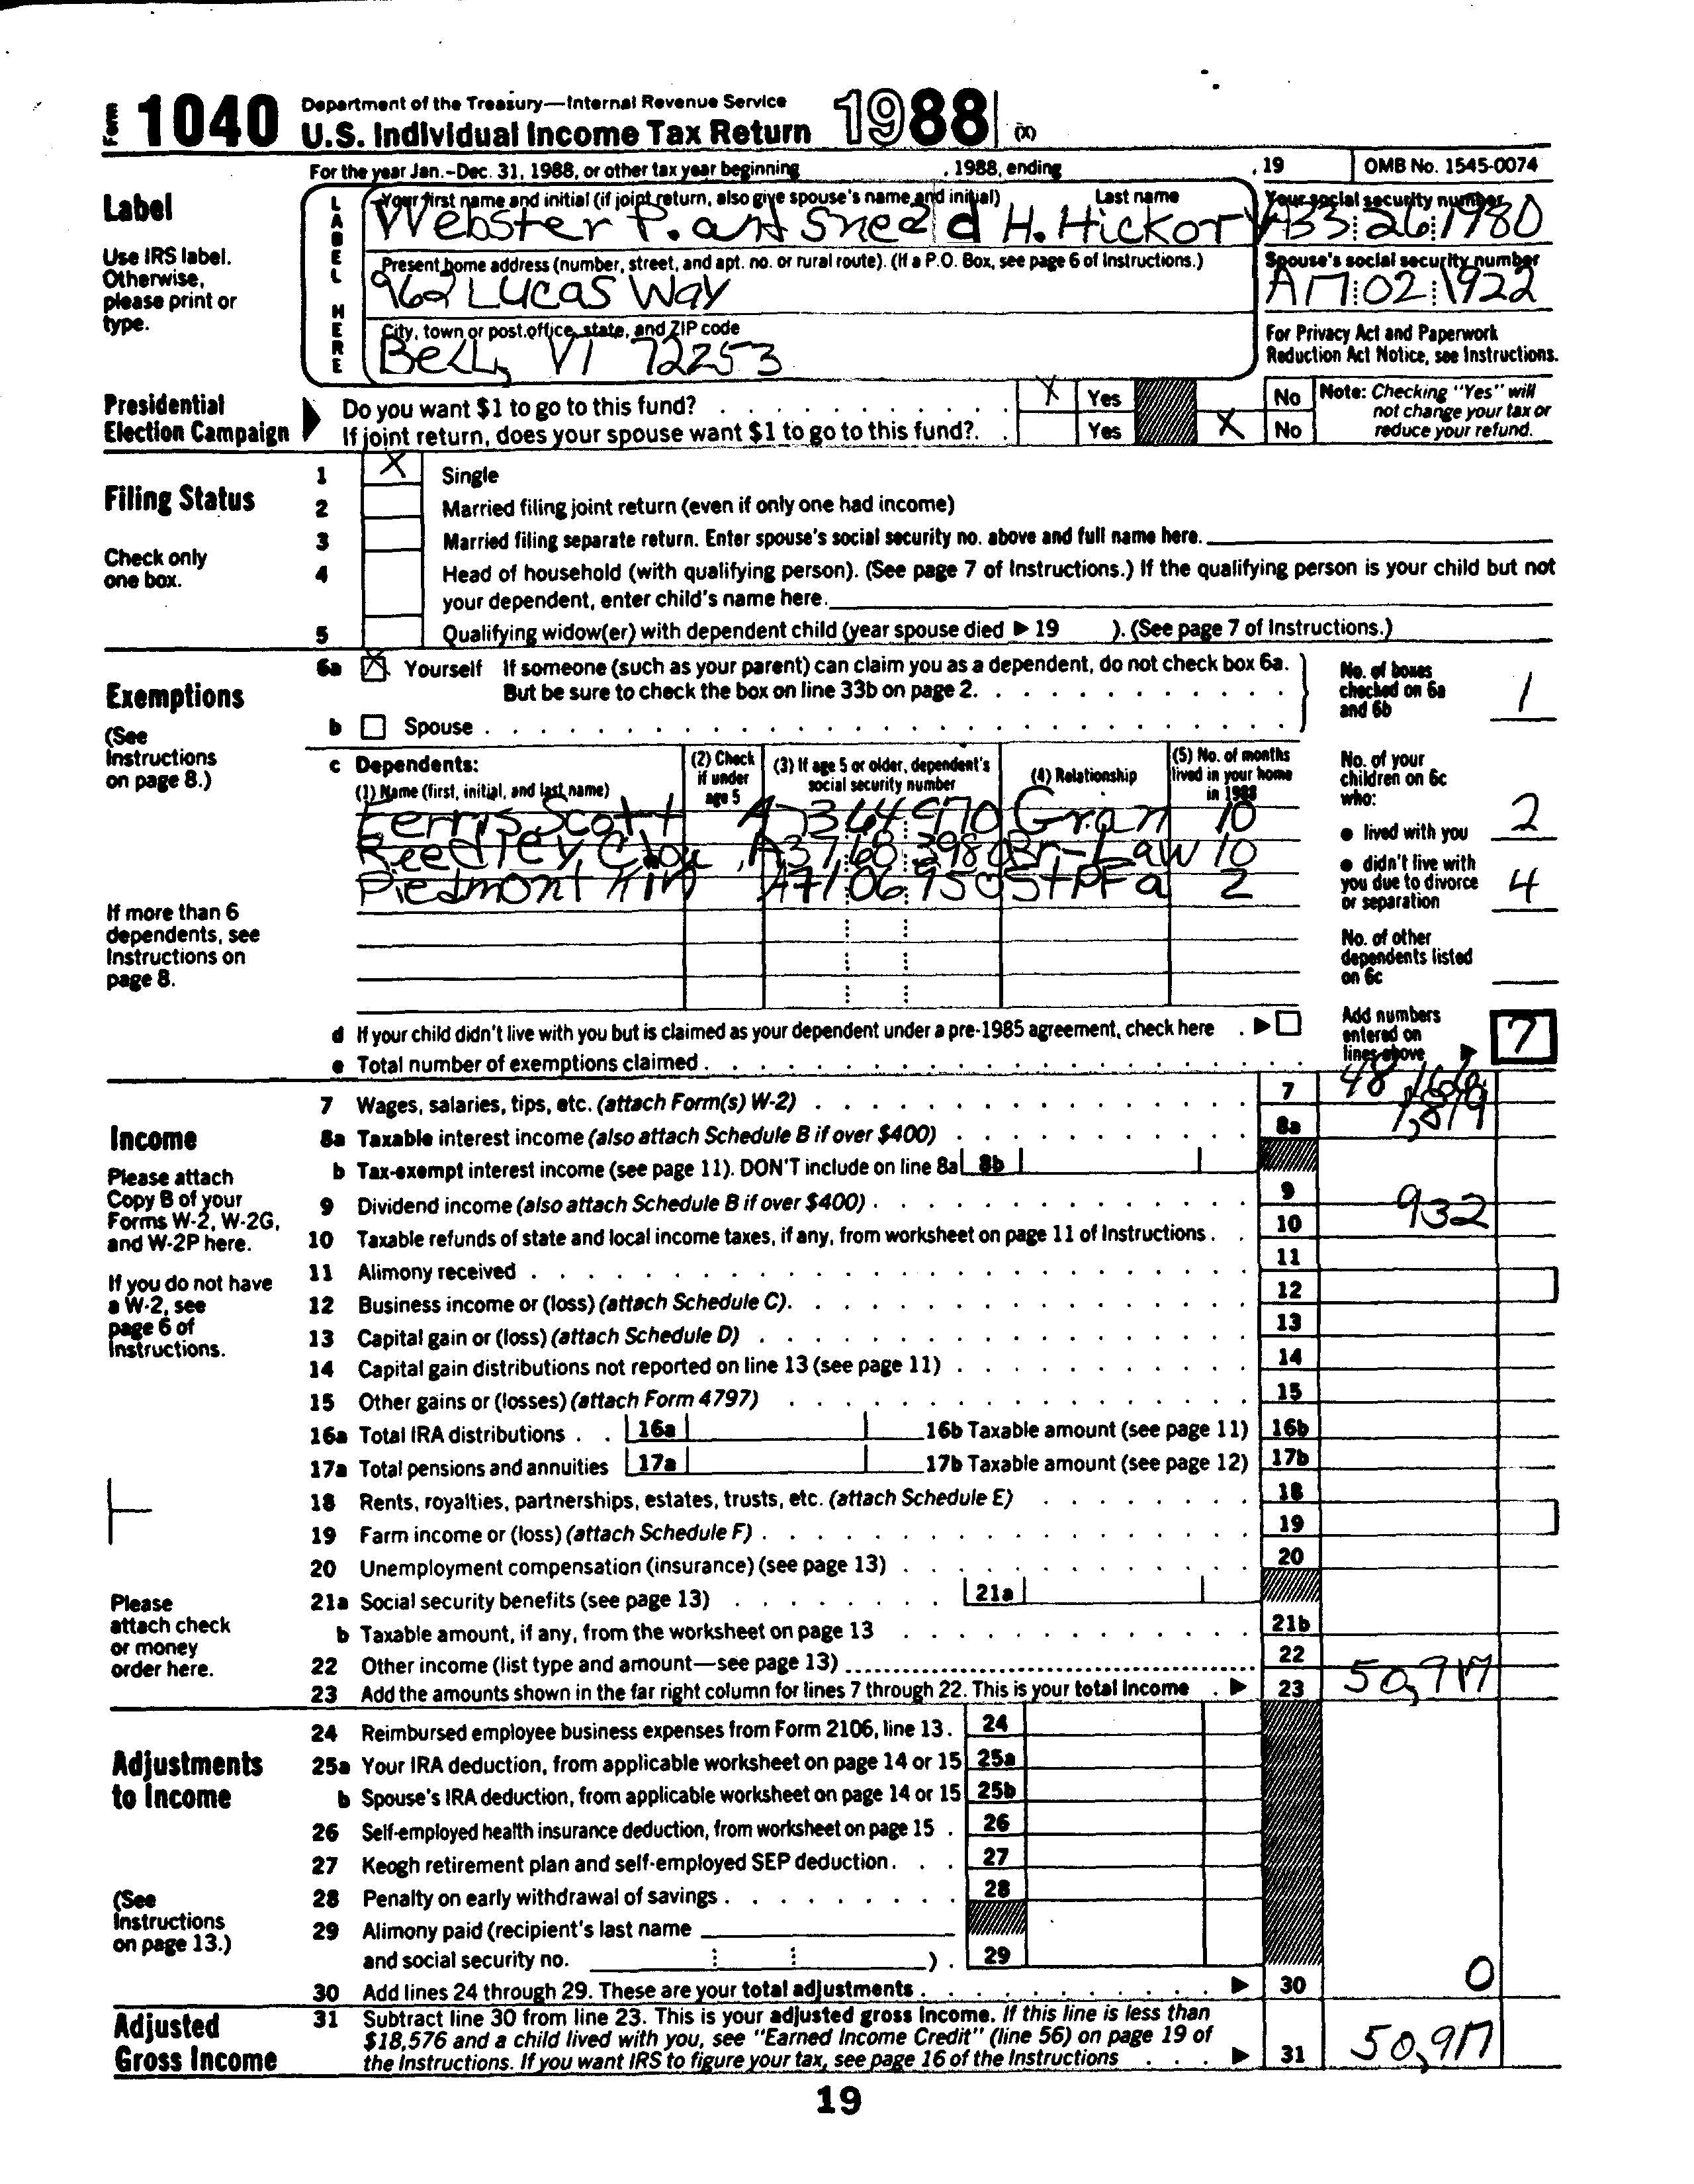 Form 1040 Department of the Treasury—Internal Revenue Service
U.S. Individual Income Tax Return 1988 (X)
For the year Jan.-Dec. 31, 1988, or other tax year beginning , 1988, ending , 19 OMB No. 1545-0074
Label
Use IRS label. Otherwise, please print or type.
LABEL HERE
Your first name and initial (if joint return, also give spouse's name and initial) Last name Your social security number
Webster P. and H. Hickory A33 26 1980
Present home address (number, street, and apt. no. or rural route). (If a P.O. Box, see page 6 of Instructions.) Spouse's social security number
962 Lucas Way A17 02 1922
City, town or post office, state, and ZIP code
Bell, VI 72253
For Privacy Act and Paperwork Reduction Act Notice, see Instructions.
Presidential Election Campaign
Do you want $1 to go to this fund? X Yes No
If joint return, does your spouse want $1 to go to this fund? Yes X No
Note: Checking "Yes" will not change your tax or reduce your refund.
Filing Status
Check only one box.
1 X Single
2 Married filing joint return (even if only one had income)
3 Married filing separate return. Enter spouse's social security no. above and full name here.
4 Head of household (with qualifying person). (See page 7 of Instructions.) If the qualifying person is your child but not
your dependent, enter child's name here.
5 Qualifying widow(er) with dependent child (year spouse died ▶ 19 ). (See page 7 of Instructions.)
Exemptions
(See Instructions on page 8.)
6a X Yourself If someone (such as your parent) can claim you as a dependent, do not check box 6a.
But be sure to check the box on line 33b on page 2.
b Spouse
No. of boxes checked on 6a and 6b 1
c Dependents:
(1) Name (first, initial, and last name) (2) Check if under age 5 (3) If age 5 or older, dependent's social security number (4) Relationship (5) No. of months lived in your home in 1988
Ferris, Scott Gran 10
Reedley, Br-Law 10
Piedmont, Kim A71 06 950 StPFa 2
If more than 6 dependents, see Instructions on page 8.
No. of your children on 6c who:
● lived with you 2
● didn't live with you due to divorce or separation 4
No. of other dependents listed on 6c
d If your child didn't live with you but is claimed as your dependent under a pre-1985 agreement, check here ▶
e Total number of exemptions claimed
Add numbers entered on lines above ▶ 7
Income
Please attach Copy B of your Forms W-2, W-2G, and W-2P here.
If you do not have a W-2, see page 6 of Instructions.
Please attach check or money order here.
7 Wages, salaries, tips, etc. (attach Form(s) W-2) 7
8a Taxable interest income (also attach Schedule B if over $400) 8a 1,819
b Tax-exempt interest income (see page 11). DON'T include on line 8a 8b
9 Dividend income (also attach Schedule B if over $400) 9 932
10 Taxable refunds of state and local income taxes, if any, from worksheet on page 11 of Instructions 10
11 Alimony received 11
12 Business income or (loss) (attach Schedule C) 12
13 Capital gain or (loss) (attach Schedule D) 13
14 Capital gain distributions not reported on line 13 (see page 11) 14
15 Other gains or (losses) (attach Form 4797) 15
16a Total IRA distributions 16a 16b Taxable amount (see page 11) 16b
17a Total pensions and annuities 17a 17b Taxable amount (see page 12) 17b
18 Rents, royalties, partnerships, estates, trusts, etc. (attach Schedule E) 18
19 Farm income or (loss) (attach Schedule F) 19
20 Unemployment compensation (insurance) (see page 13) 20
21a Social security benefits (see page 13) 21a
b Taxable amount, if any, from the worksheet on page 13 21b
22 Other income (list type and amount—see page 13) 22
23 Add the amounts shown in the far right column for lines 7 through 22. This is your total income ▶ 23 50,917
Adjustments to Income
(See Instructions on page 13.)
24 Reimbursed employee business expenses from Form 2106, line 13 24
25a Your IRA deduction, from applicable worksheet on page 14 or 15 25a
b Spouse's IRA deduction, from applicable worksheet on page 14 or 15 25b
26 Self-employed health insurance deduction, from worksheet on page 15 26
27 Keogh retirement plan and self-employed SEP deduction 27
28 Penalty on early withdrawal of savings 28
29 Alimony paid (recipient's last name
and social security no. ) 29
30 Add lines 24 through 29. These are your total adjustments ▶ 30 0
Adjusted Gross Income
31 Subtract line 30 from line 23. This is your adjusted gross income. If this line is less than
$18,576 and a child lived with you, see "Earned Income Credit" (line 56) on page 19 of
the Instructions. If you want IRS to figure your tax, see page 16 of the Instructions ▶ 31 50,917
19